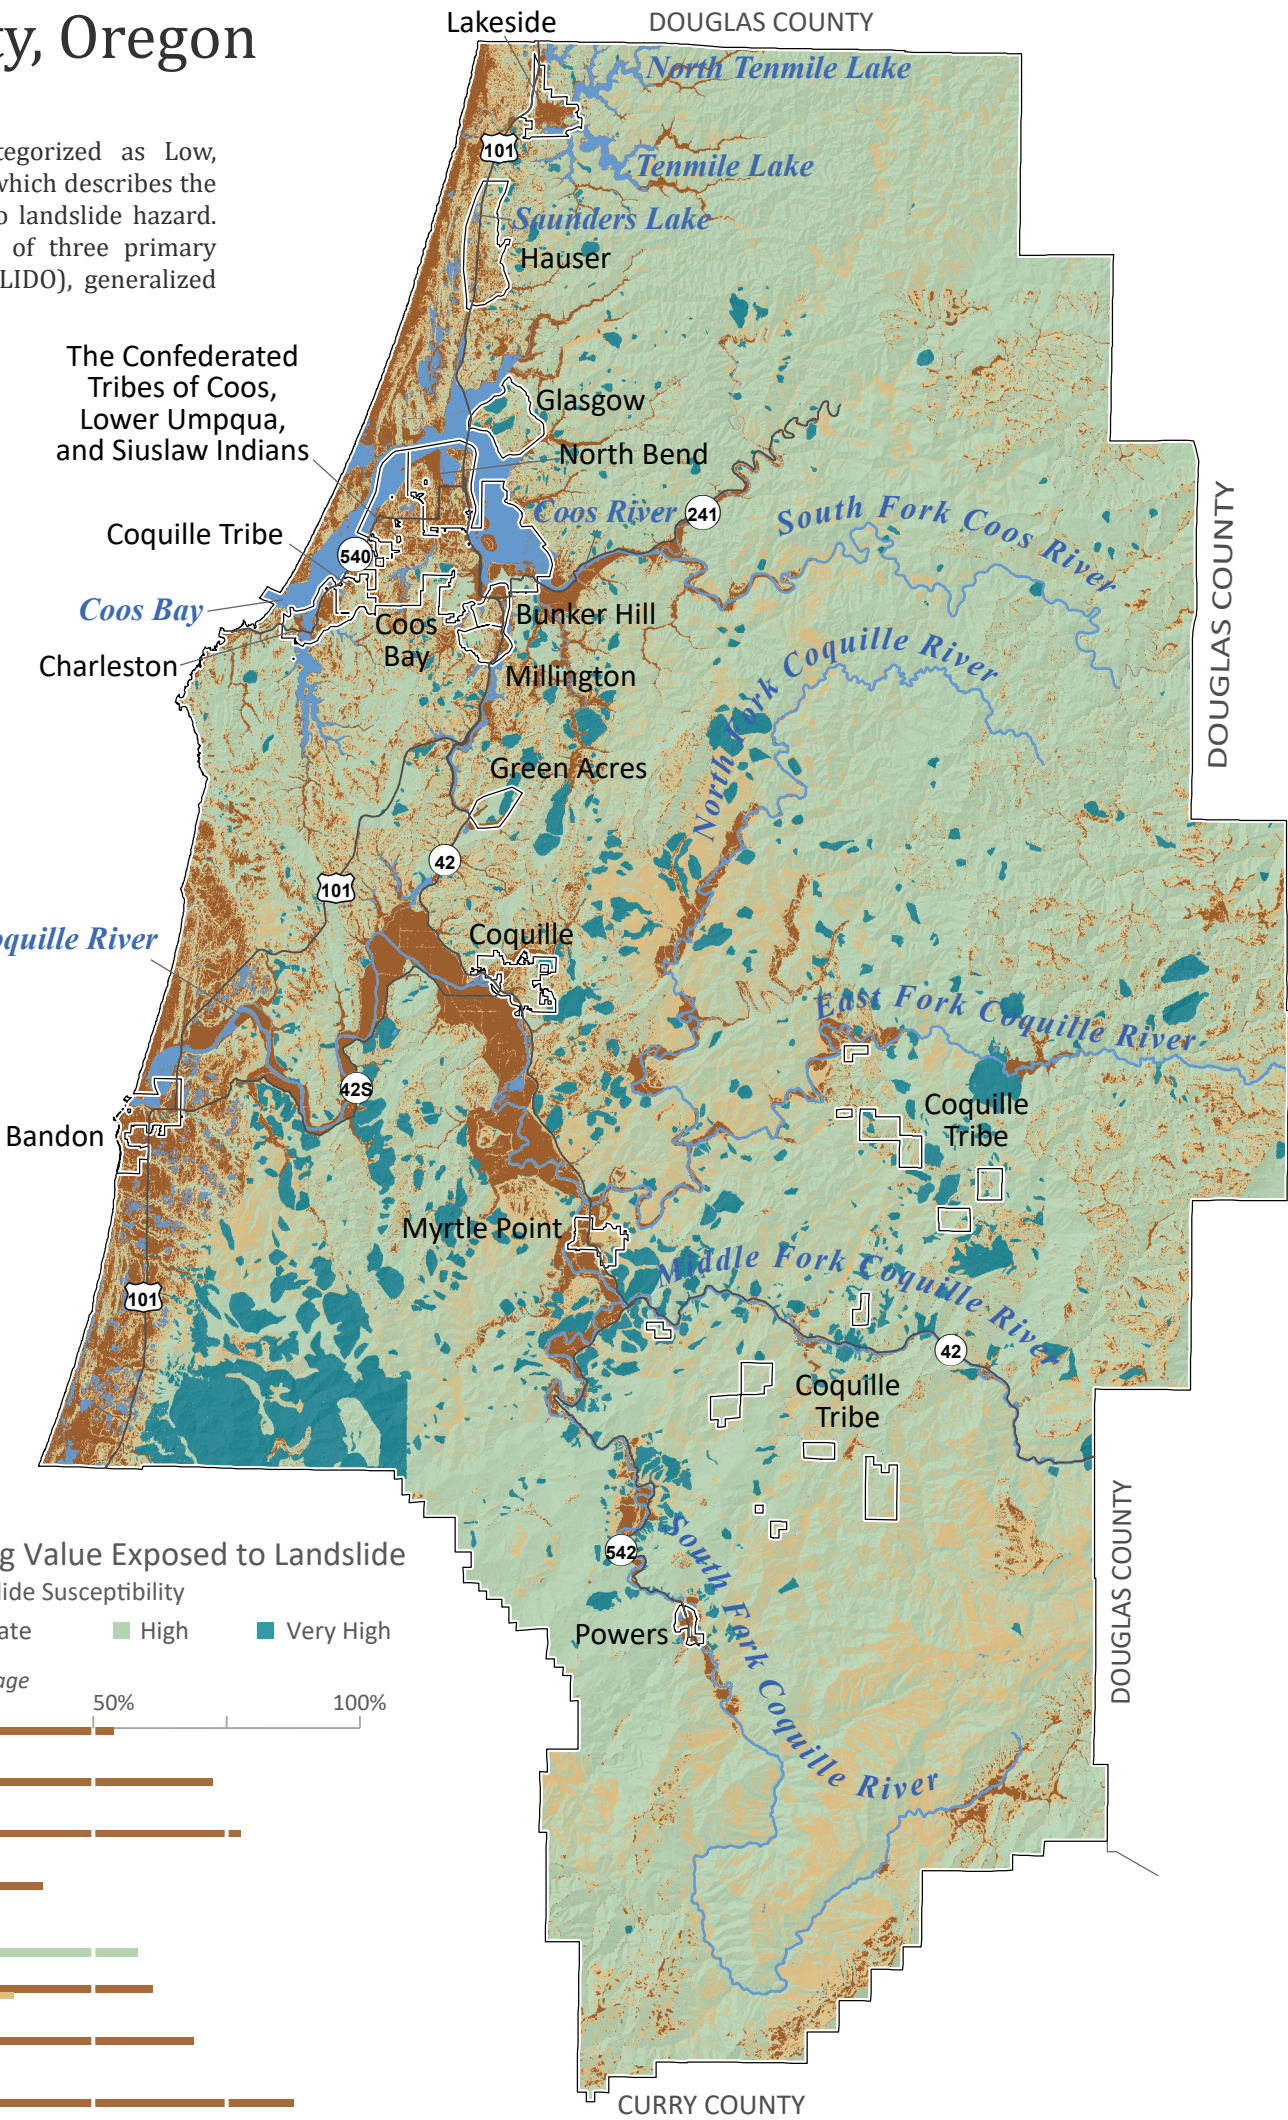 ty, Oregon
tegorized as Low,
which describes the
o landslide hazard.
of three primary
LIDO), generalized
DOUGLAS COUNTY
Lakeside
North Tenmile Lake
101
Tenmile Lake
Saunders Lake
Hauser
The Confederated
Tribes of Coos,
Lower Umpqua,
and Siuslaw Indians
Glasgow
North Bend
Coos River
241
South Fork Coos River
DOUGLAS COUNTY
Coquille Tribe
540
Coos Bay
Coos
Bay
Bunker Hill
Charleston
Millington
North Fork Coquille River
Green Acres
42
101
Coquille
oquille River
East Fork Coquille River
42S
Coquille
Tribe
Bandon
Myrtle Point
Middle Fork Coquille River
101
42
Coquille
Tribe
DOUGLAS COUNTY
g Value Exposed to Landslide
lide Susceptibility
ate
High
Very High
age
50%
100%
542
Powers
South Fork Coquille River
CURRY COUNTY